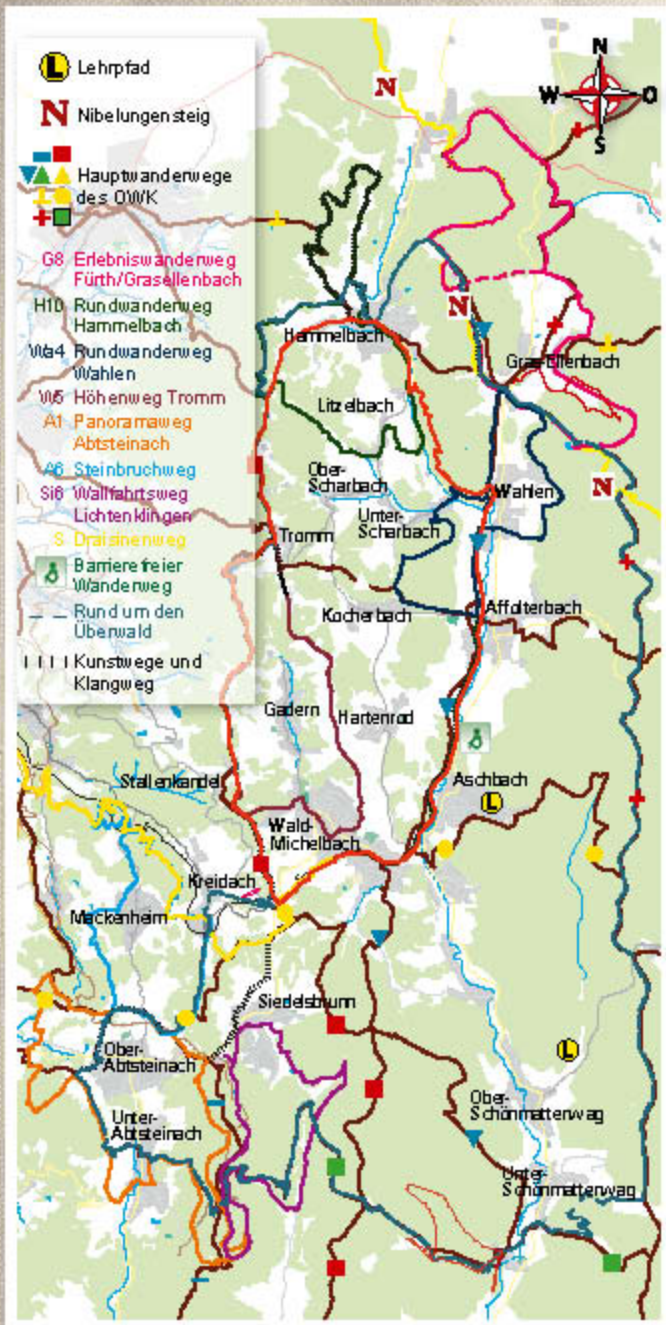 N
W
O
S
L Lehrpfad
N Nibelungensteig
Hauptwanderwege
des OWK
G8 Erlebniswanderweg
Fürth/Grasellenbach
H10 Rundwanderweg
Hammelbach
Wa4 Rundwanderweg
Wahlen
W5 Höhenweg Tromm
A1 Panoramaweg
Abtsteinach
A6 Steinbruchweg
Si6 Wallfahrtsweg
Lichtenklingen
S Draisinenweg
Barrierefreier
Wanderweg
Rund um den
Überwald
Kunstwege und
Klangweg
N
N
Hammelbach
Gras-Ellenbach
Litzelbach
Ober-
Scharbach
Wahlen
N
Unter-
Scharbach
Tromm
Kocherbach
Affolterbach
Gadern
Hartenrod
Stallenkandel
Aschbach
L
Wald-
Michelbach
Kreidach
Mackenheim
Siedelsbrunn
Ober-
Abtsteinach
L
Unter-
Abtsteinach
Ober-
Schönmattenwag
Unter-
Schönmattenwag